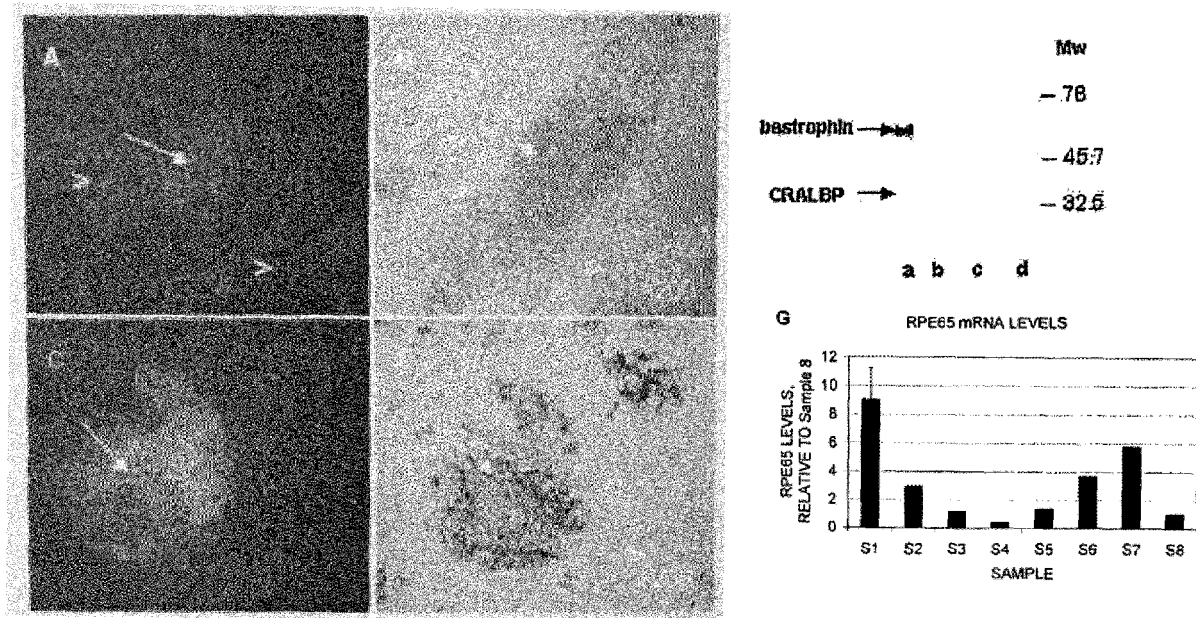 A
C
Mw
78
bestrophin
45.7
CRALBP
32.5
a b c d
G
RPE65 mRNA LEVELS
RPE65 LEVELS,
RELATIVE TO Sample 8
12
10
8
6
4
2
0
S1 S2 S3 S4 S5 S6 S7 S8
SAMPLE